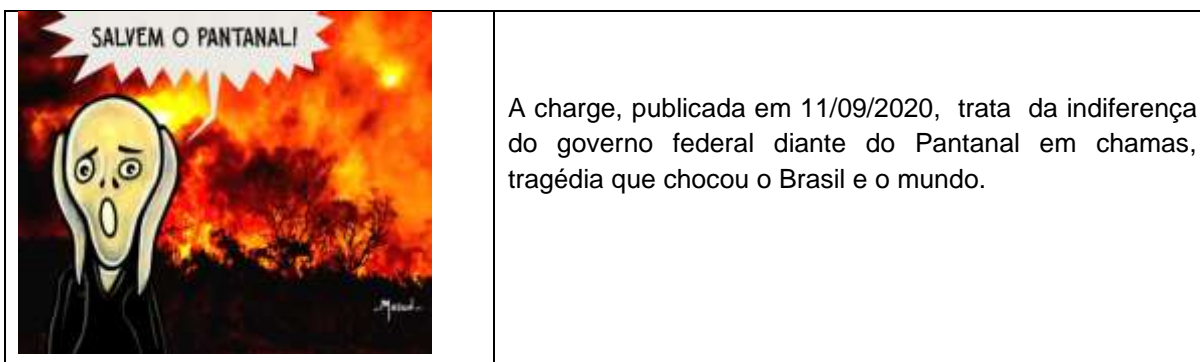 SALVEM O PANTANAL!
A charge, publicada em 11/09/2020, trata da indiferença
do governo federal diante do Pantanal em chamas,
tragédia que chocou o Brasil e o mundo.